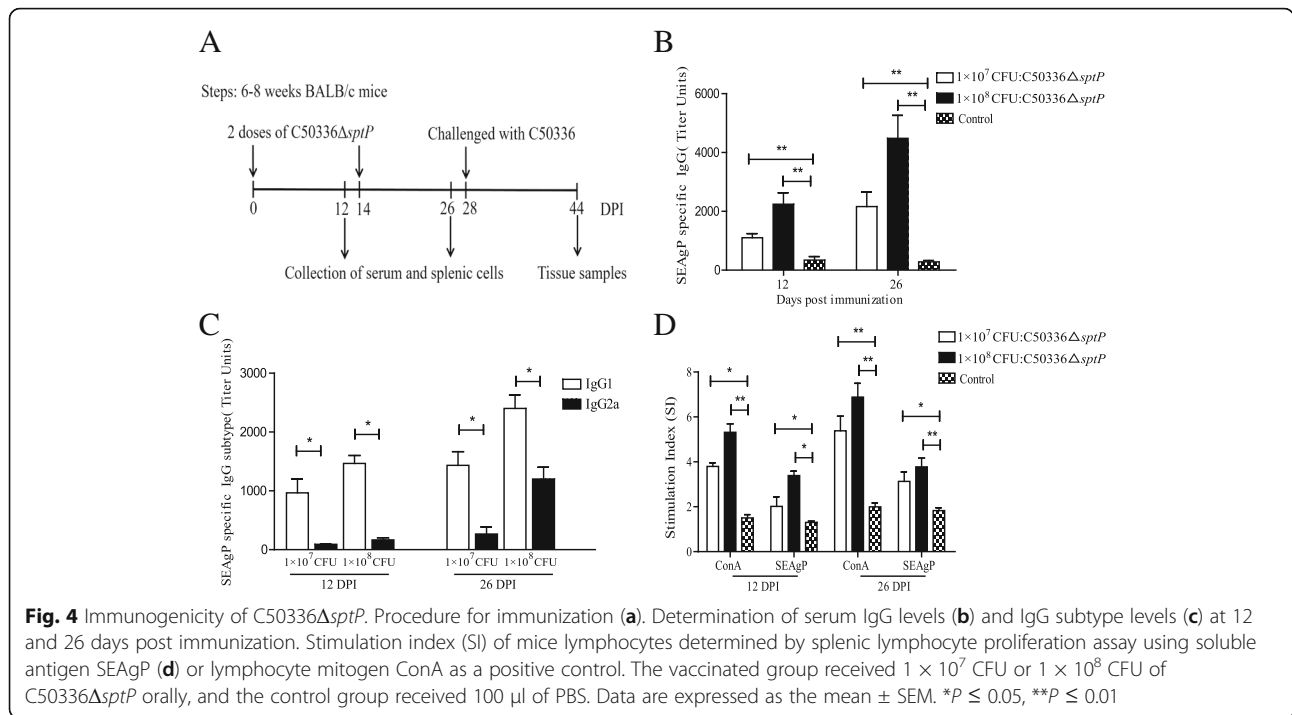 A
Steps: 6-8 weeks BALB/c mice
2 doses of C50336ΔsptP
Challenged with C50336
0
12
14
26
28
44
DPI
Collection of serum and splenic cells
Tissue samples
B
1×10⁷ CFU:C50336△sptP
1×10⁸ CFU:C50336△sptP
Control
SEAgP specific IgG( Titer Units)
6000
4000
2000
0
**
**
**
**
12
26
Days post immunization
C
SEAgP specific IgG subtype( Titer Units)
3000
2000
1000
0
IgG1
IgG2a
*
*
*
*
1×10⁷ CFU
1×10⁸ CFU
1×10⁷ CFU
1×10⁸ CFU
12 DPI
26 DPI
D
1×10⁷ CFU:C50336△sptP
1×10⁸ CFU:C50336△sptP
Control
Stimulation Index (SI)
8
6
4
2
0
*
**
*
*
**
**
*
**
ConA
SEAgP
ConA
SEAgP
12 DPI
26 DPI
Fig. 4 Immunogenicity of C50336ΔsptP. Procedure for immunization (a). Determination of serum IgG levels (b) and IgG subtype levels (c) at 12
and 26 days post immunization. Stimulation index (SI) of mice lymphocytes determined by splenic lymphocyte proliferation assay using soluble
antigen SEAgP (d) or lymphocyte mitogen ConA as a positive control. The vaccinated group received 1 × 10⁷ CFU or 1 × 10⁸ CFU of
C50336ΔsptP orally, and the control group received 100 μl of PBS. Data are expressed as the mean ± SEM. *P ≤ 0.05, **P ≤ 0.01